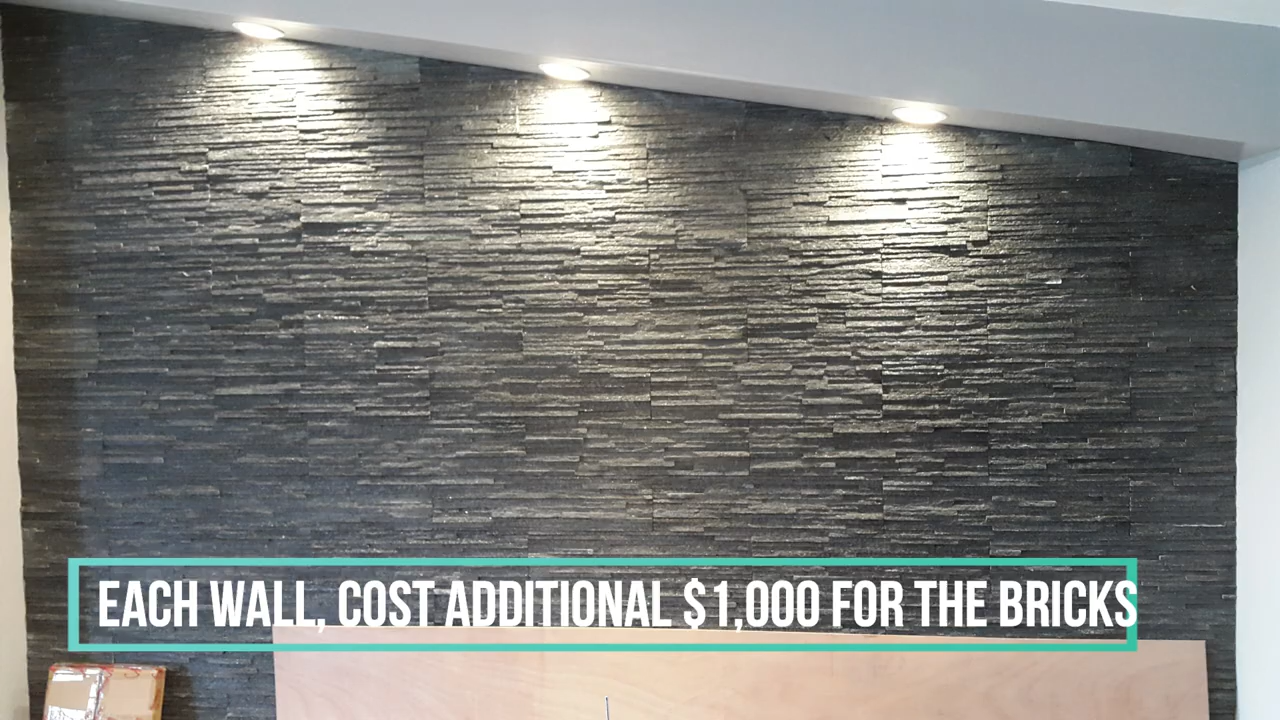 EACH WALL, COST ADDITIONAL $1,000 FOR THE BRICKS